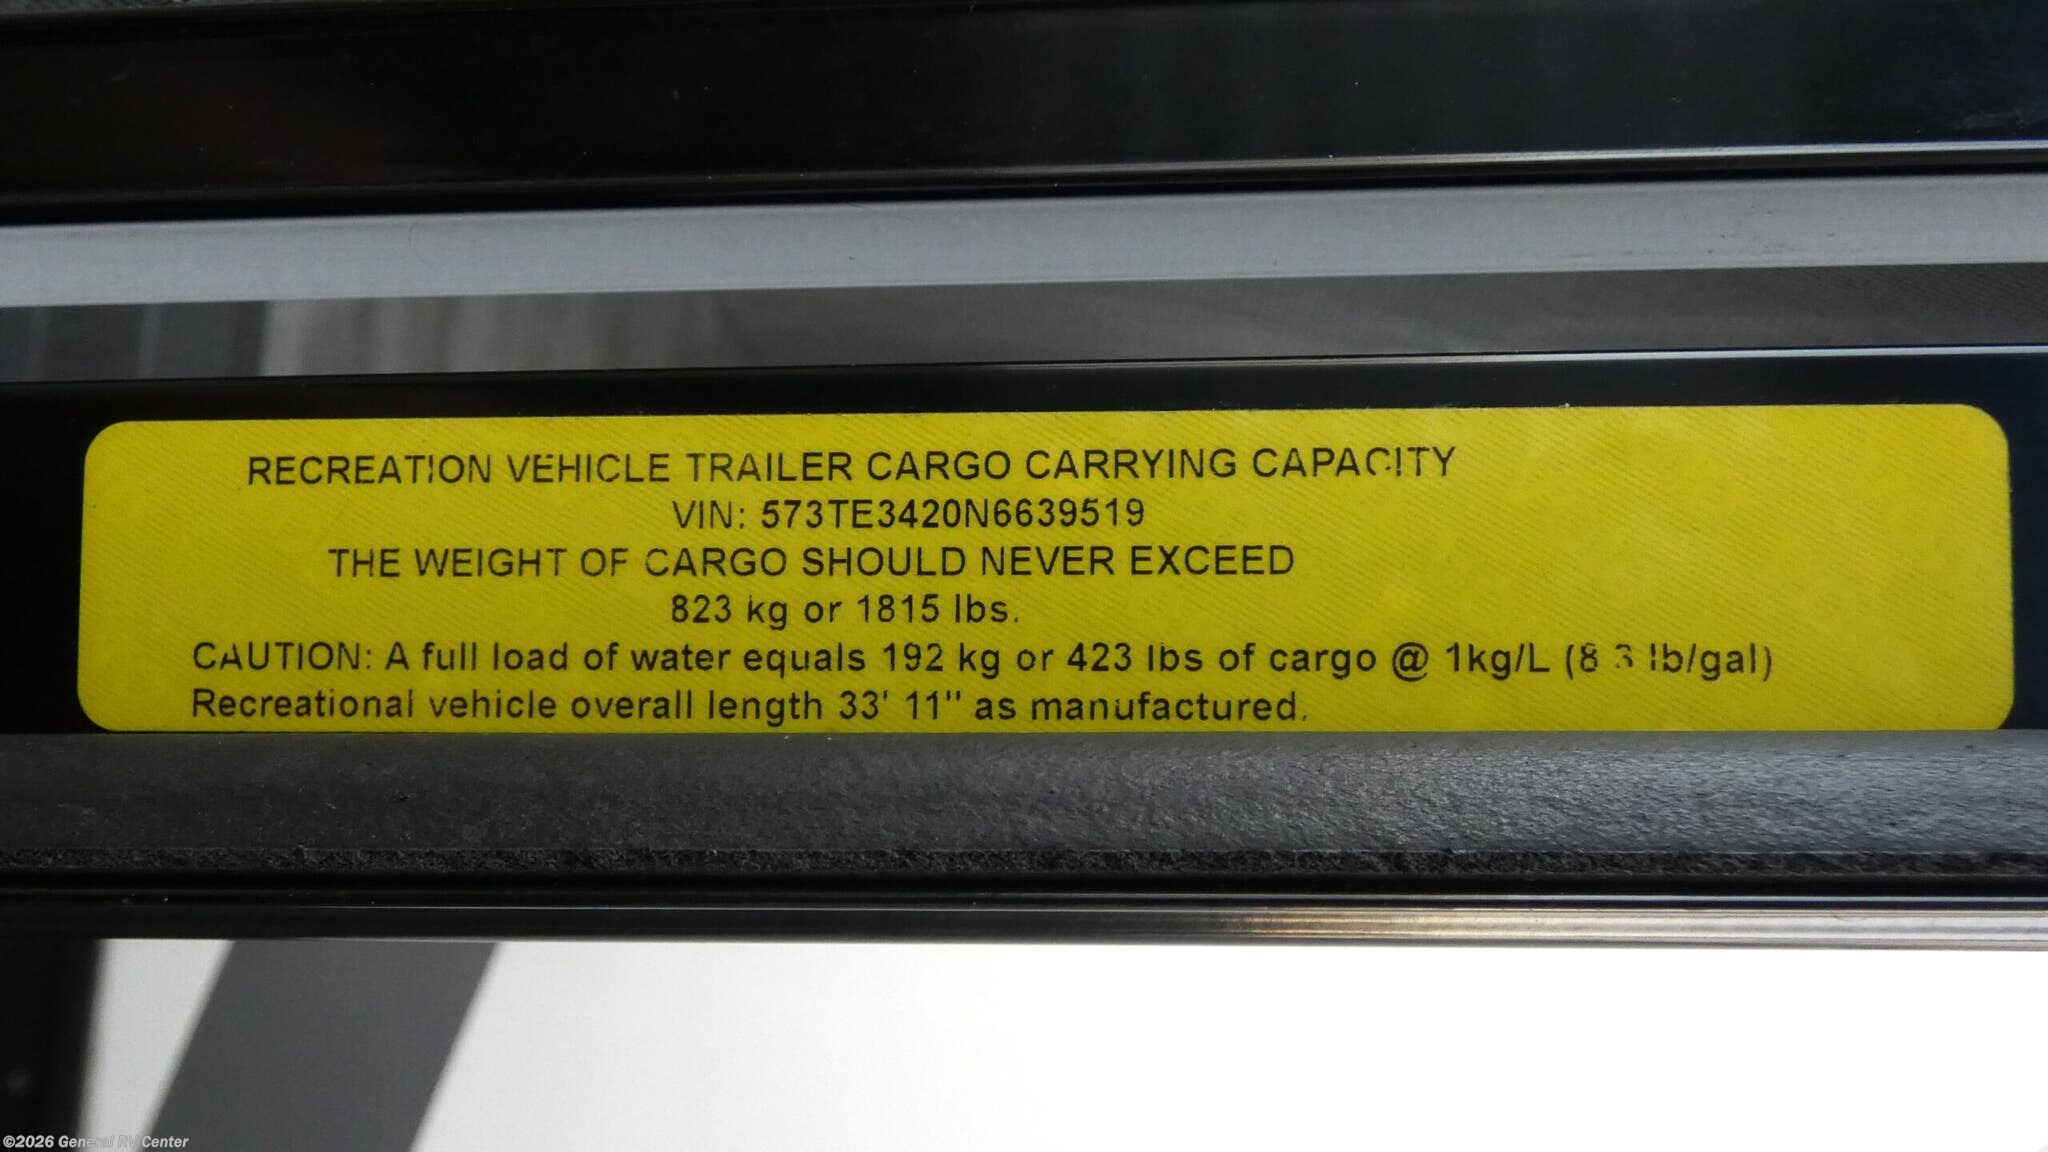 RECREATION VEHICLE TRAILER CARGO CARRYING CAPACITY
VIN: 573TE3420N6639519
THE WEIGHT OF CARGO SHOULD NEVER EXCEED
823 kg or 1815 lbs.
CAUTION: A full load of water equals 192 kg or 423 lbs of cargo @ 1kg/L (8.3 lb/gal)
Recreational vehicle overall length 33' 11" as manufactured.
©2026 General RV Center